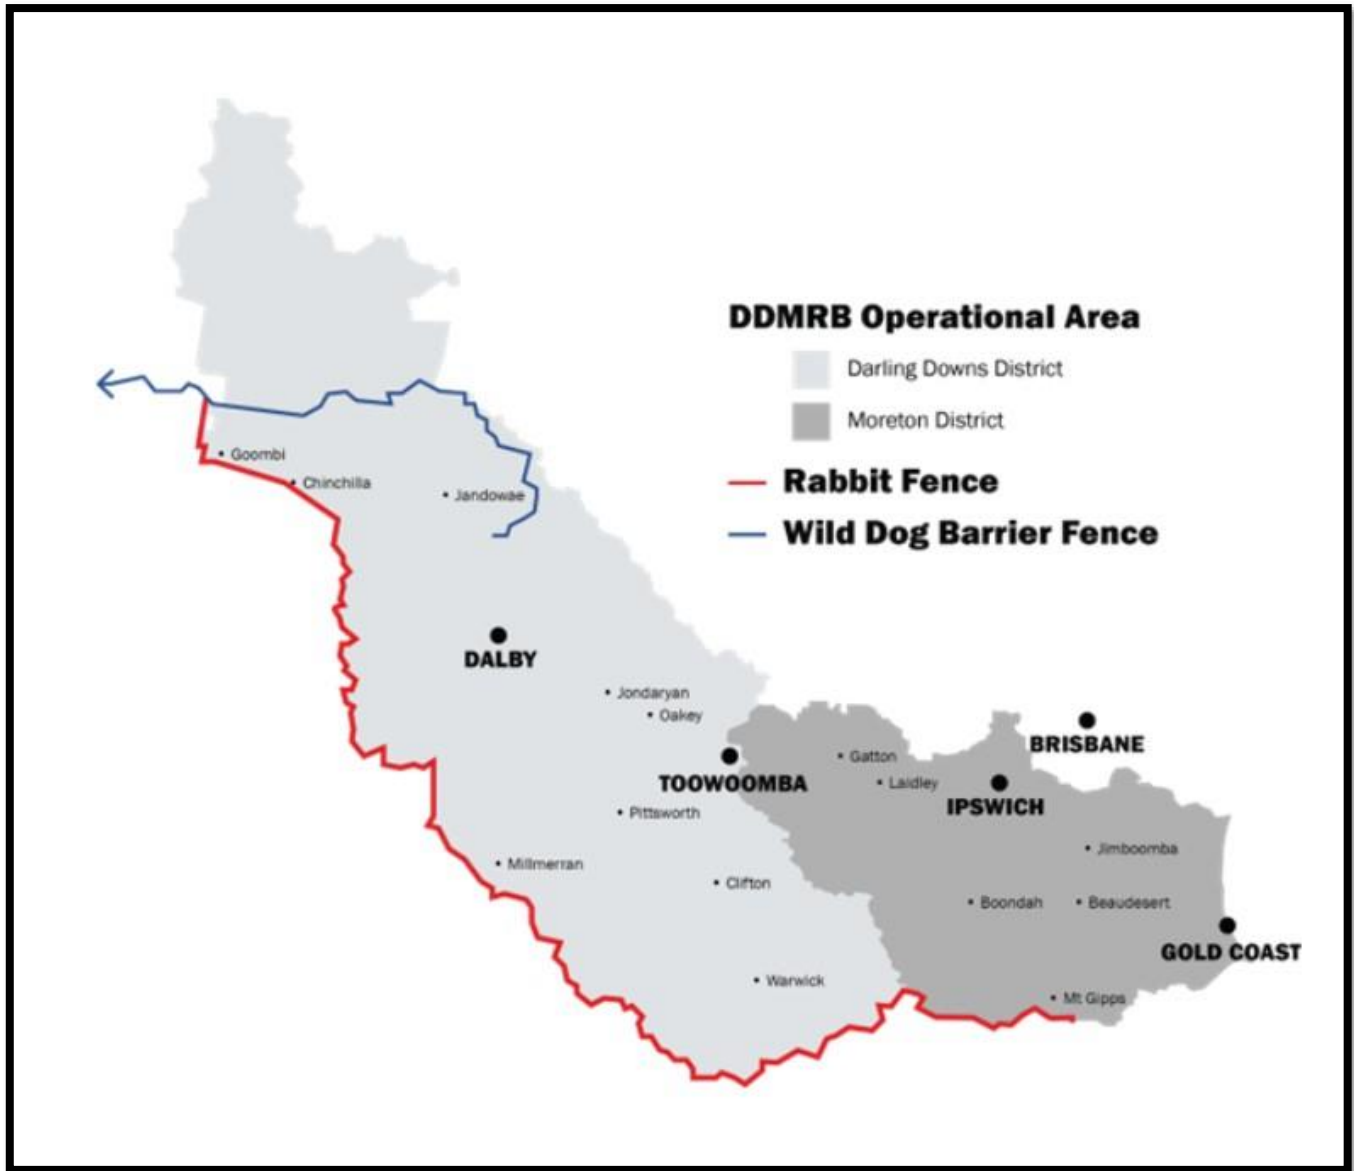 DDMRB Operational Area
Darling Downs District
Moreton District
Rabbit Fence
Wild Dog Barrier Fence
Goombi
Chinchilla
Jandowae
DALBY
Jondaryan
Oakey
TOOWOOMBA
Gatton
Laidley
BRISBANE
IPSWICH
Pittsworth
Jimboomba
Millmerran
Clifton
Boondah
Beaudesert
GOLD COAST
Warwick
Mt Gipps